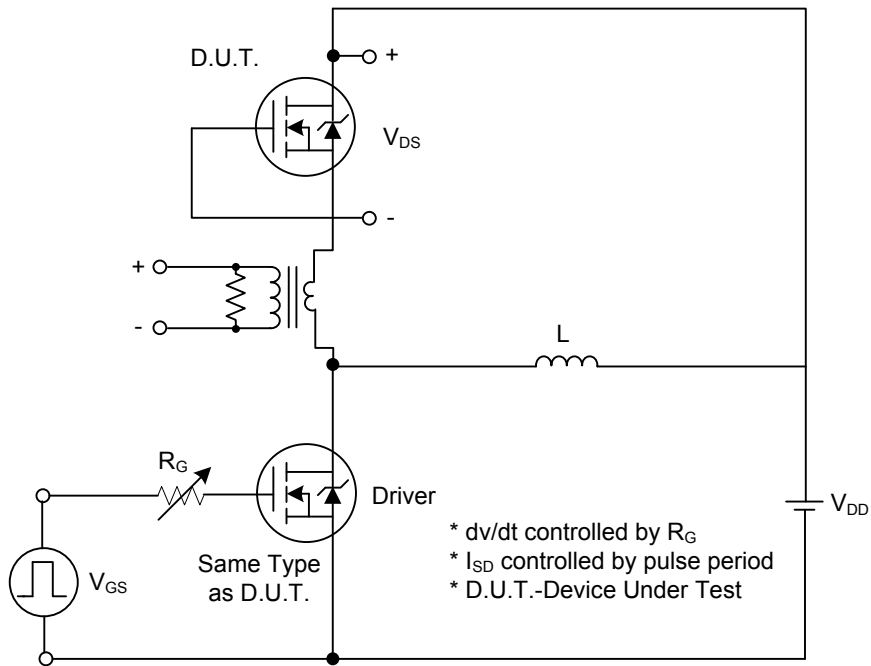 D.U.T.
+
V_DS
-
+
-
L
R_G
Driver
V_DD
* dv/dt controlled by R_G
* I_SD controlled by pulse period
* D.U.T.-Device Under Test
Same Type
as D.U.T.
V_GS